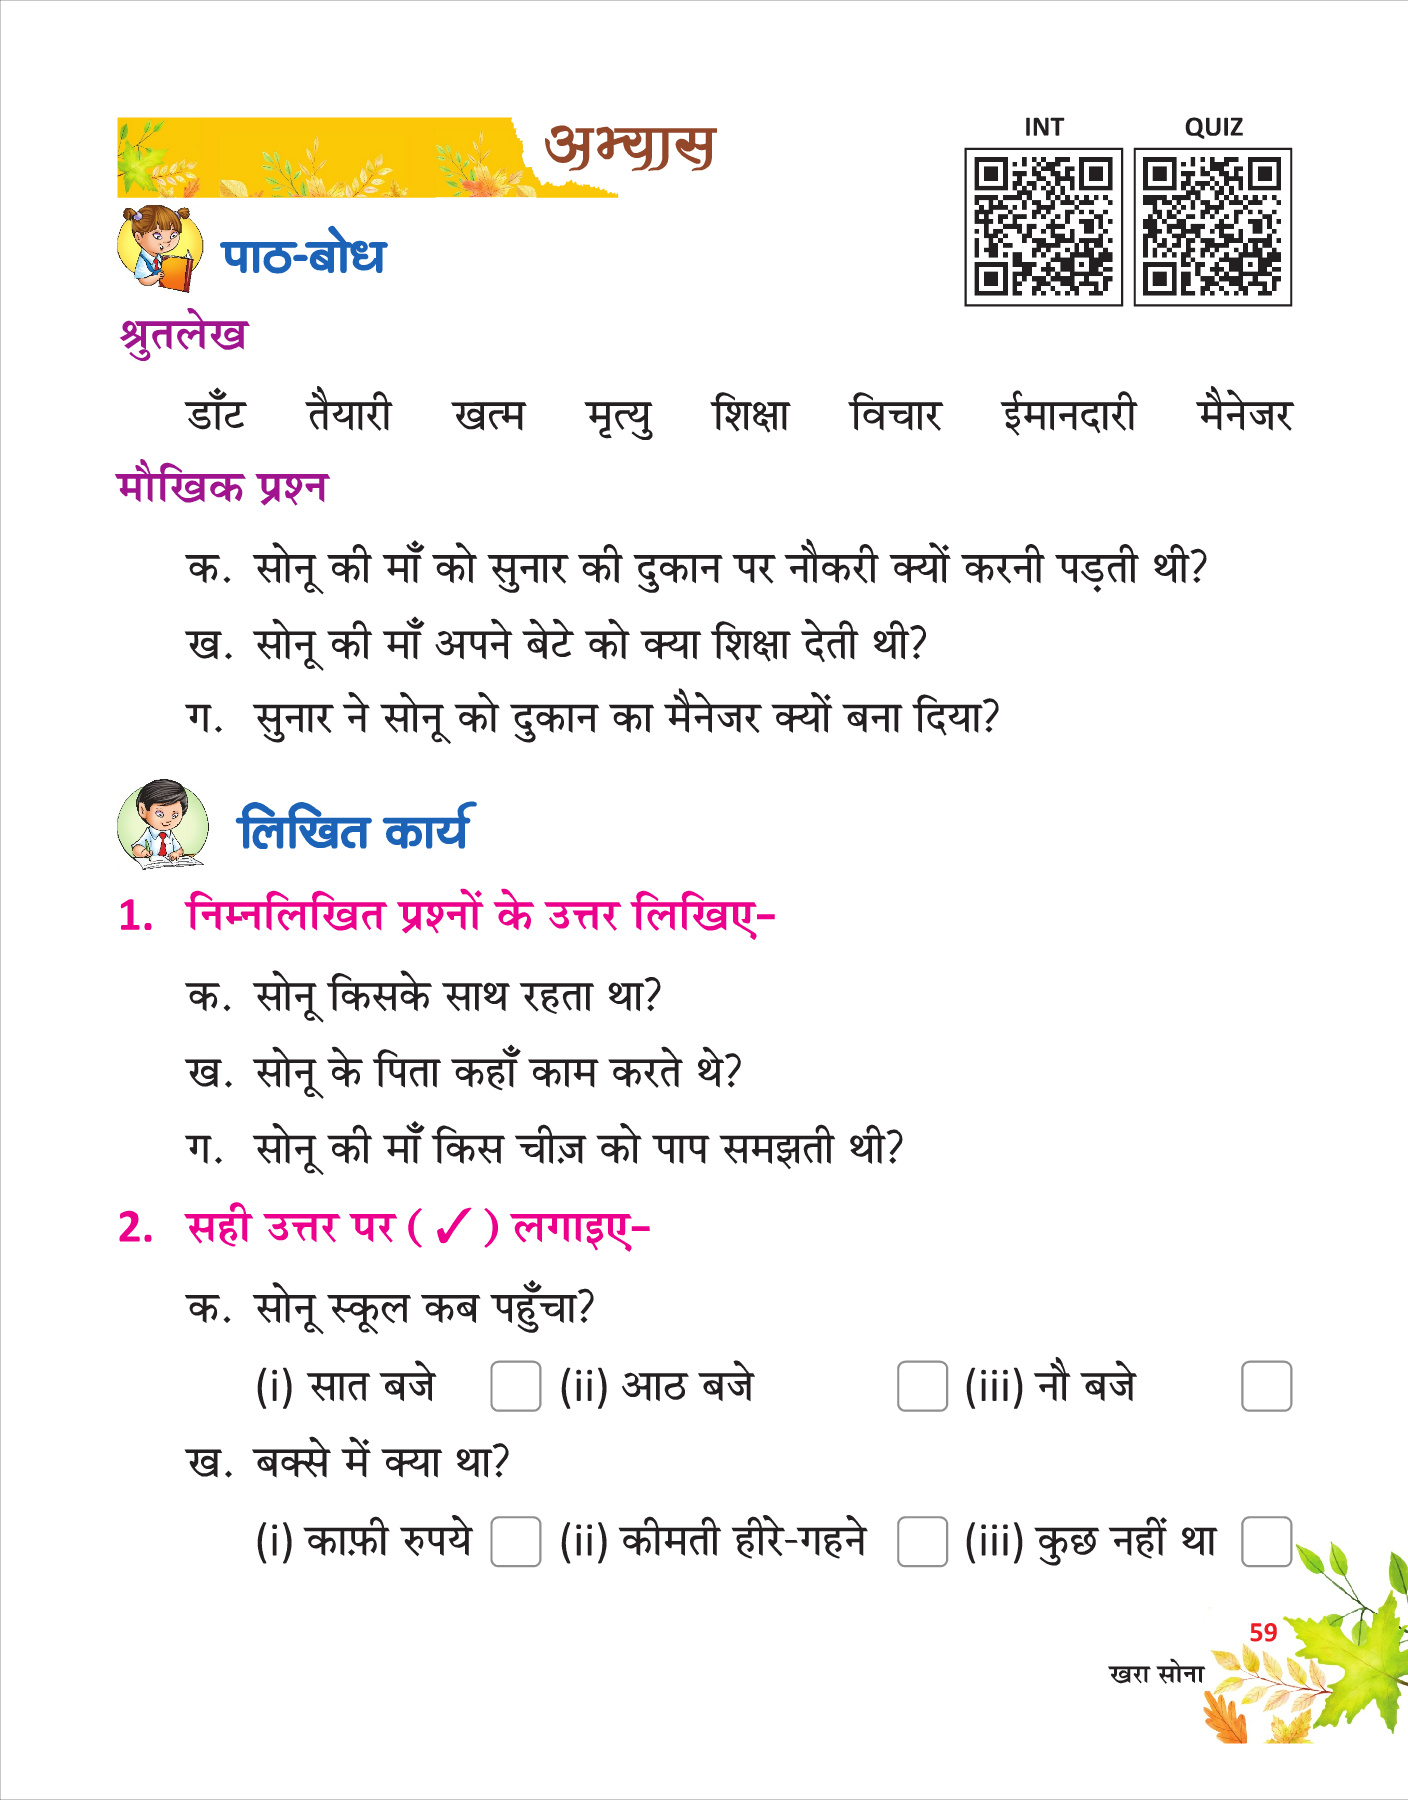 अभ्यास
INT QUIZ
पाठ-बोध
श्रुतलेख
डाँट तैयारी खत्म मृत्यु शिक्षा विचार ईमानदारी मैनेजर
मौखिक प्रश्न
क. सोनू की माँ को सुनार की दुकान पर नौकरी क्यों करनी पड़ती थी?
ख. सोनू की माँ अपने बेटे को क्या शिक्षा देती थी?
ग. सुनार ने सोनू को दुकान का मैनेजर क्यों बना दिया?
लिखित कार्य
1. निम्नलिखित प्रश्नों के उत्तर लिखिए–
क. सोनू किसके साथ रहता था?
ख. सोनू के पिता कहाँ काम करते थे?
ग. सोनू की माँ किस चीज़ को पाप समझती थी?
2. सही उत्तर पर (✓) लगाइए–
क. सोनू स्कूल कब पहुँचा?
(i) सात बजे (ii) आठ बजे (iii) नौ बजे
ख. बक्से में क्या था?
(i) काफ़ी रुपये (ii) कीमती हीरे-गहने (iii) कुछ नहीं था
59
खरा सोना